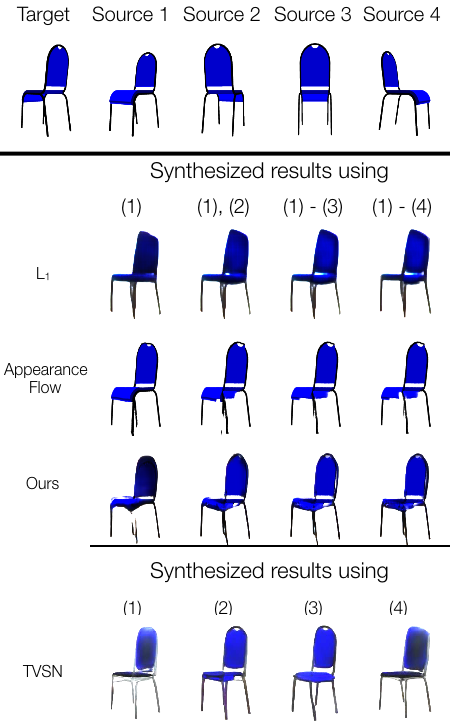 Target Source 1 Source 2 Source 3 Source 4
Synthesized results using
(1) (1), (2) (1) - (3) (1) - (4)
L₁
Appearance
Flow
Ours
Synthesized results using
(1) (2) (3) (4)
TVSN